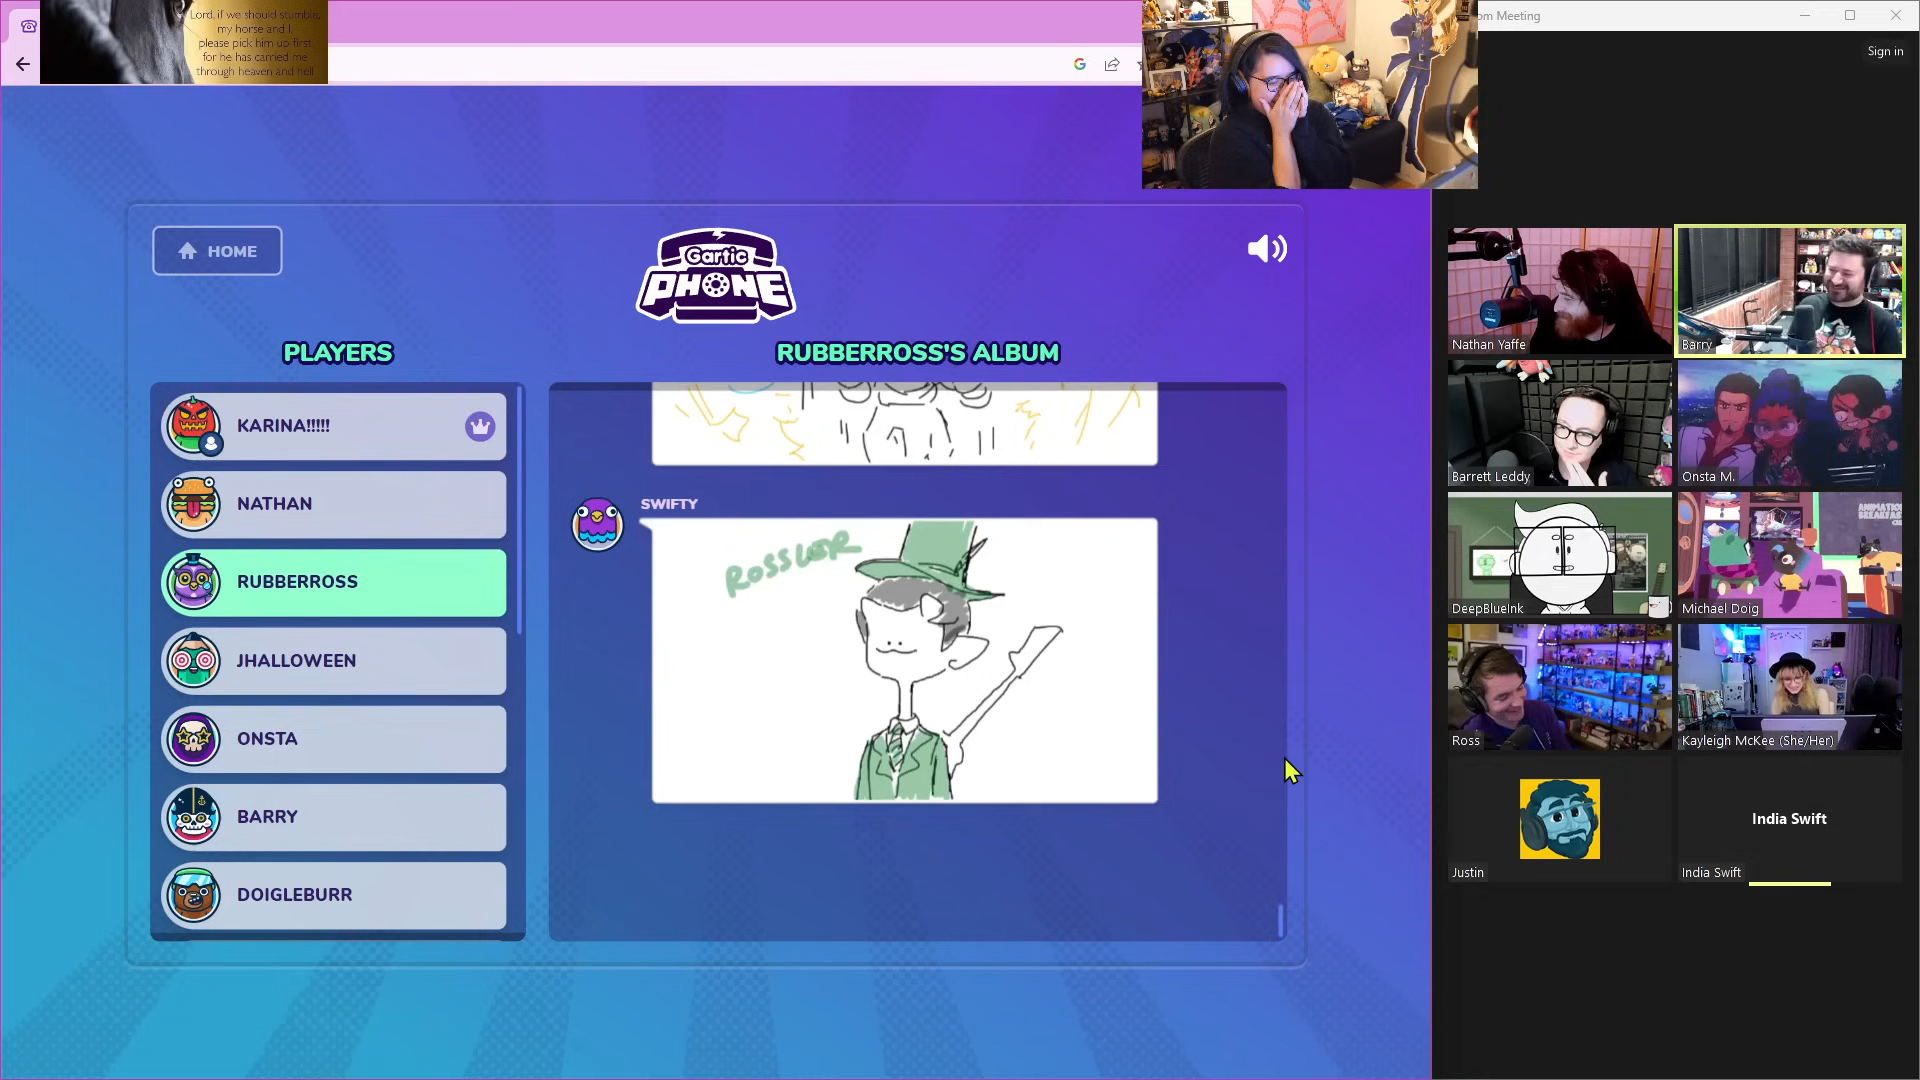 Lord, if we should stumble,
my horse and I,
please pick him up first
for he has carried me
through heaven and hell
om Meeting
Sign in
HOME
Gartic
PHONE
PLAYERS
RUBBERROSS'S ALBUM
KARINA!!!!!
NATHAN
RUBBERROSS
JHALLOWEEN
ONSTA
BARRY
DOIGLEBURR
SWIFTY
ROSSLER
Nathan Yaffe
Barry
Barrett Leddy
Onsta M.
DeepBlueInk
ANIMATION
BREAKFAST
Michael Doig
Ross
Kayleigh McKee (She/Her)
Justin
India Swift
India Swift